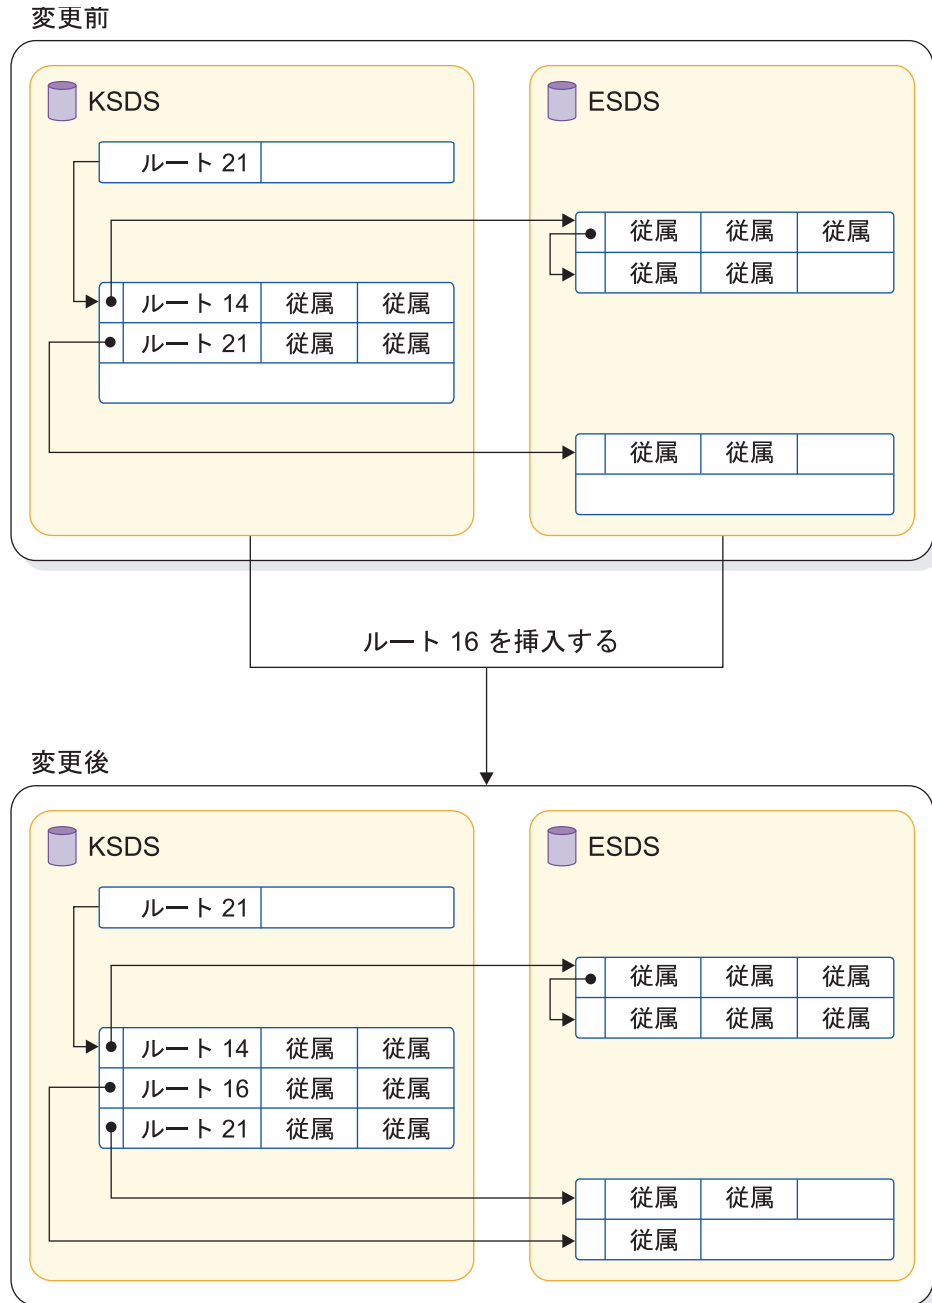 変更前
KSDS
ESDS
ルート 21
従属 従属 従属
従属 従属
ルート 14 従属 従属
ルート 21 従属 従属
従属 従属
ルート 16 を挿入する
変更後
KSDS
ESDS
ルート 21
従属 従属 従属
従属 従属 従属
ルート 14 従属 従属
ルート 16 従属 従属
ルート 21 従属 従属
従属 従属
従属